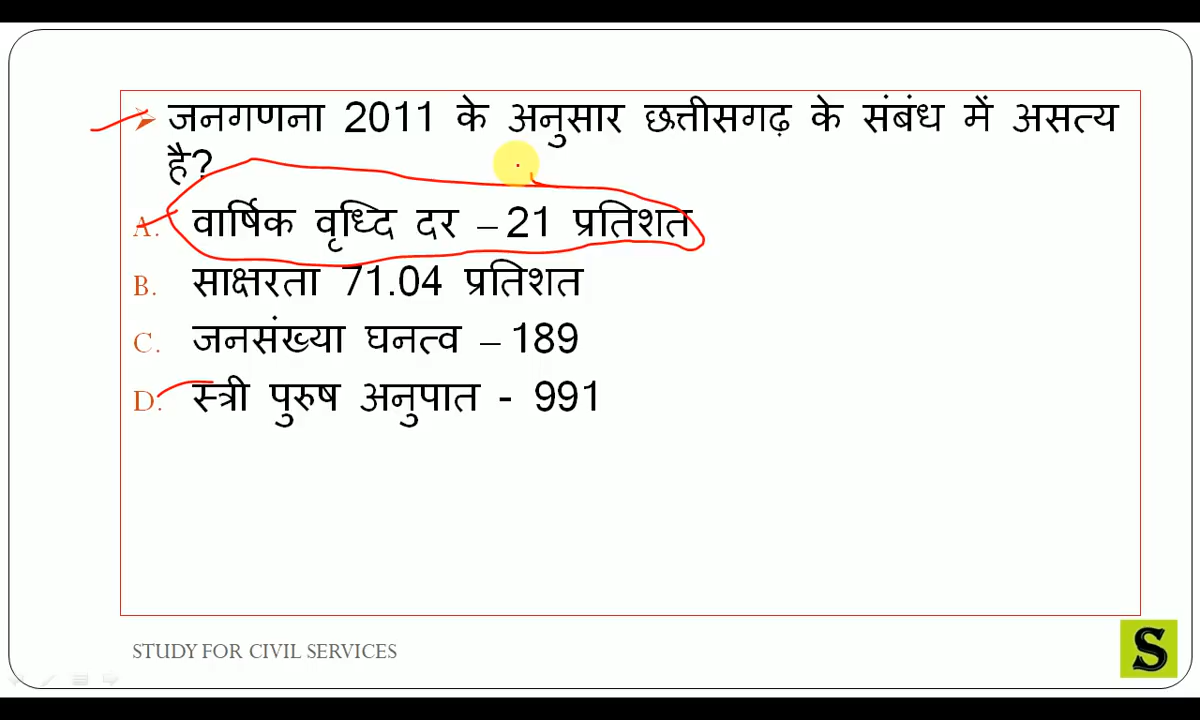 जनगणना 2011 के अनुसार छत्तीसगढ़ के संबंध में असत्य
है?
A. वार्षिक वृध्दि दर – 21 प्रतिशत
B. साक्षरता 71.04 प्रतिशत
C. जनसंख्या घनत्व – 189
D. स्त्री पुरुष अनुपात - 991
STUDY FOR CIVIL SERVICES
S